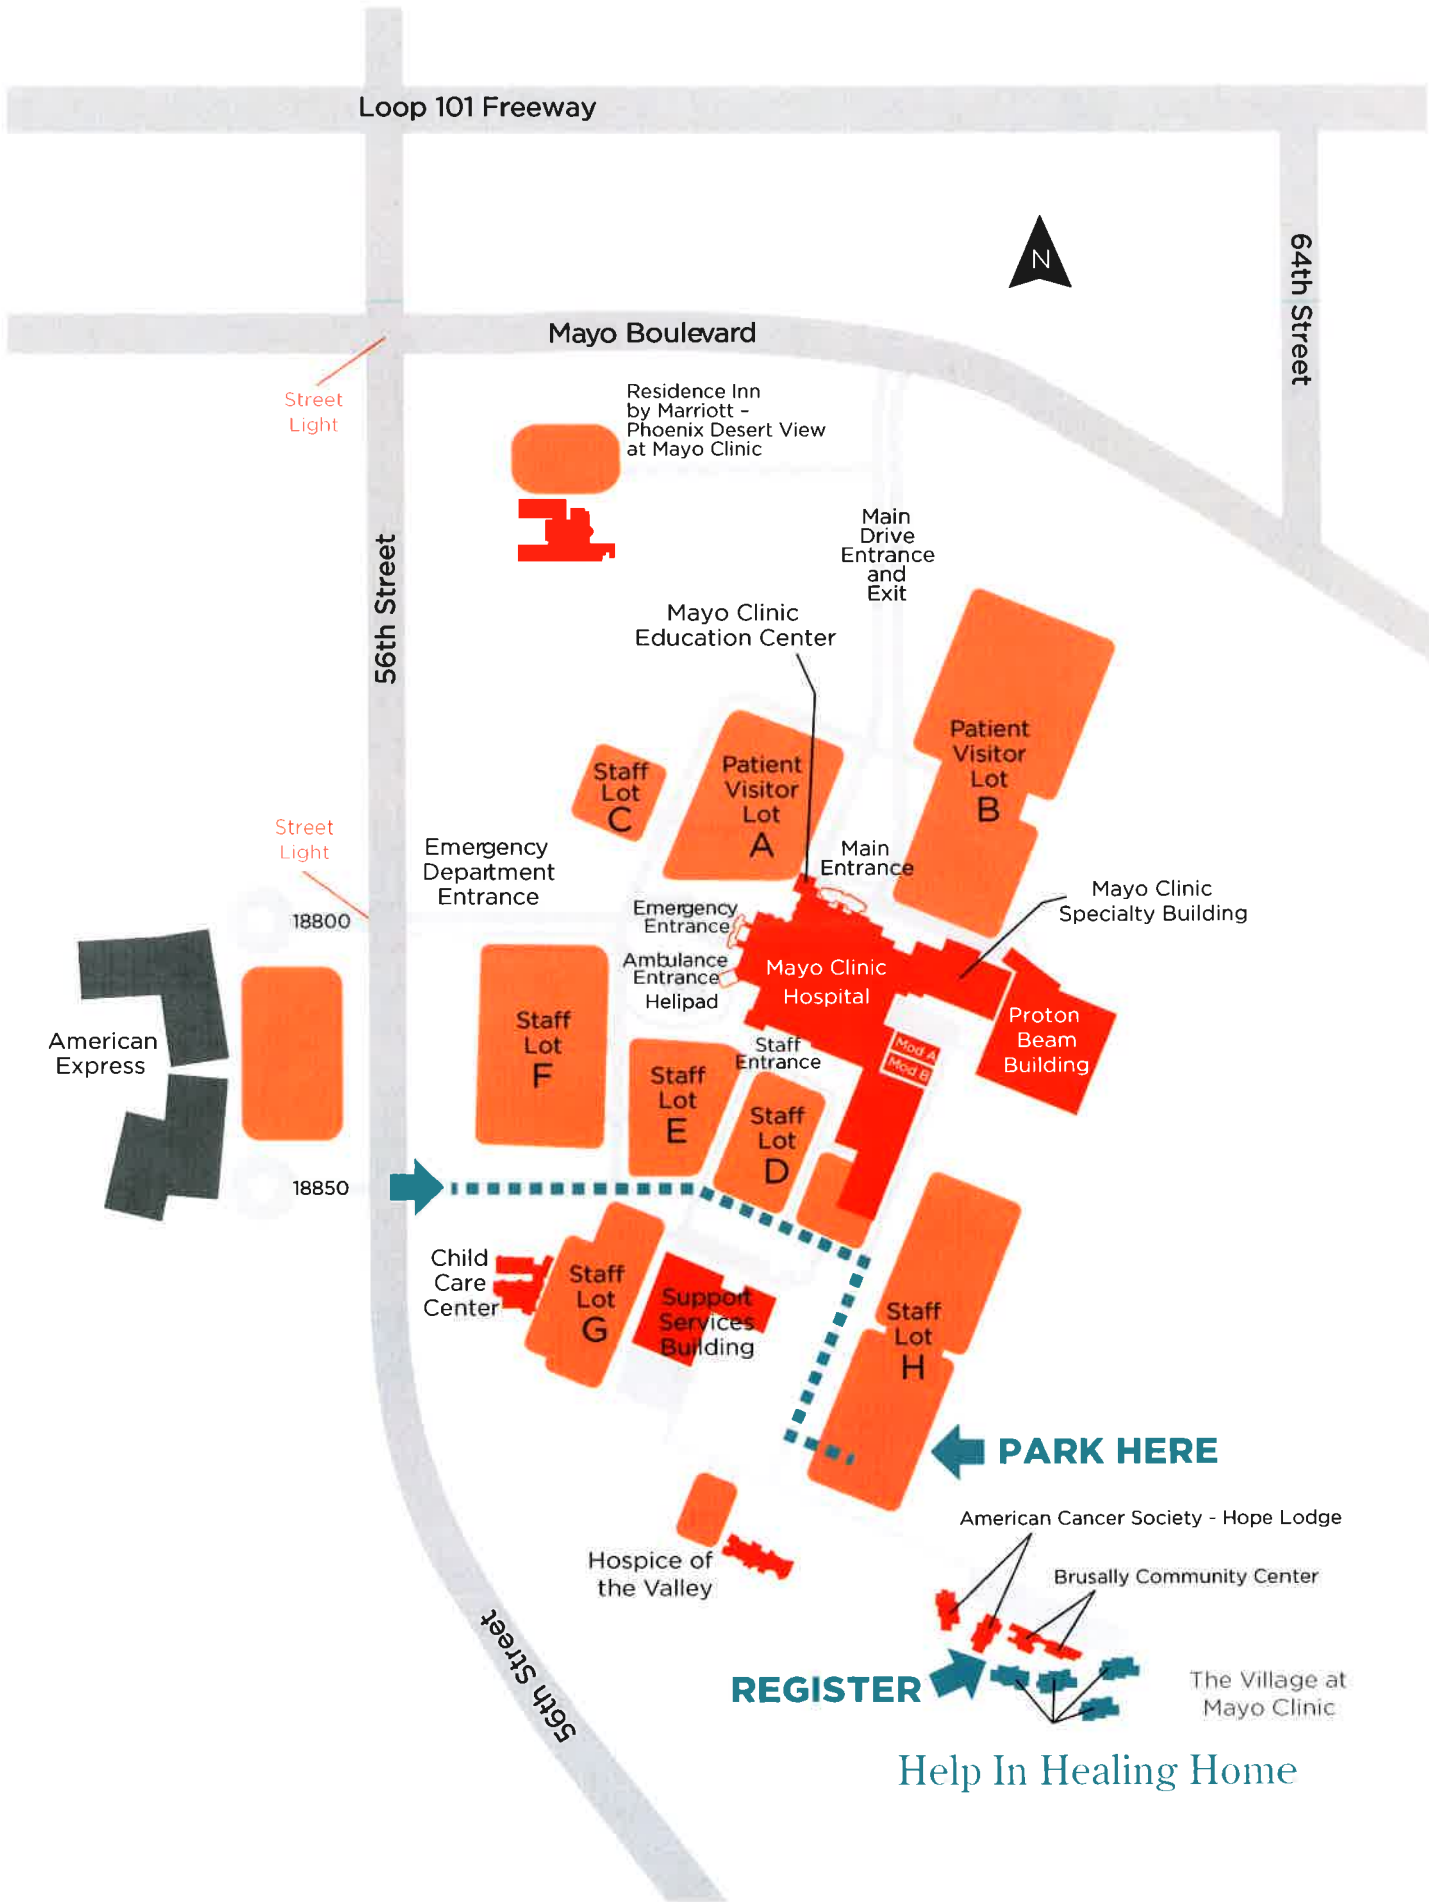 Loop 101 Freeway
64th Street
N
Mayo Boulevard
Street
Light
Residence Inn
by Marriott –
Phoenix Desert View
at Mayo Clinic
56th Street
Main
Drive
Entrance
and
Exit
Mayo Clinic
Education Center
Patient
Visitor
Lot
B
Staff
Lot
C
Patient
Visitor
Lot
A
Street
Light
Emergency
Department
Entrance
Main
Entrance
Mayo Clinic
Specialty Building
18800
Emergency
Entrance
Ambulance
Entrance
Helipad
Mayo Clinic
Hospital
Proton
Beam
Building
American
Express
Staff
Lot
F
Staff
Entrance
Mod A
Mod B
Staff
Lot
E
Staff
Lot
D
18850
Child
Care
Center
Staff
Lot
G
Support
Services
Building
Staff
Lot
H
PARK HERE
American Cancer Society - Hope Lodge
Hospice of
the Valley
Brusally Community Center
56th Street
REGISTER
The Village at
Mayo Clinic
Help In Healing Home